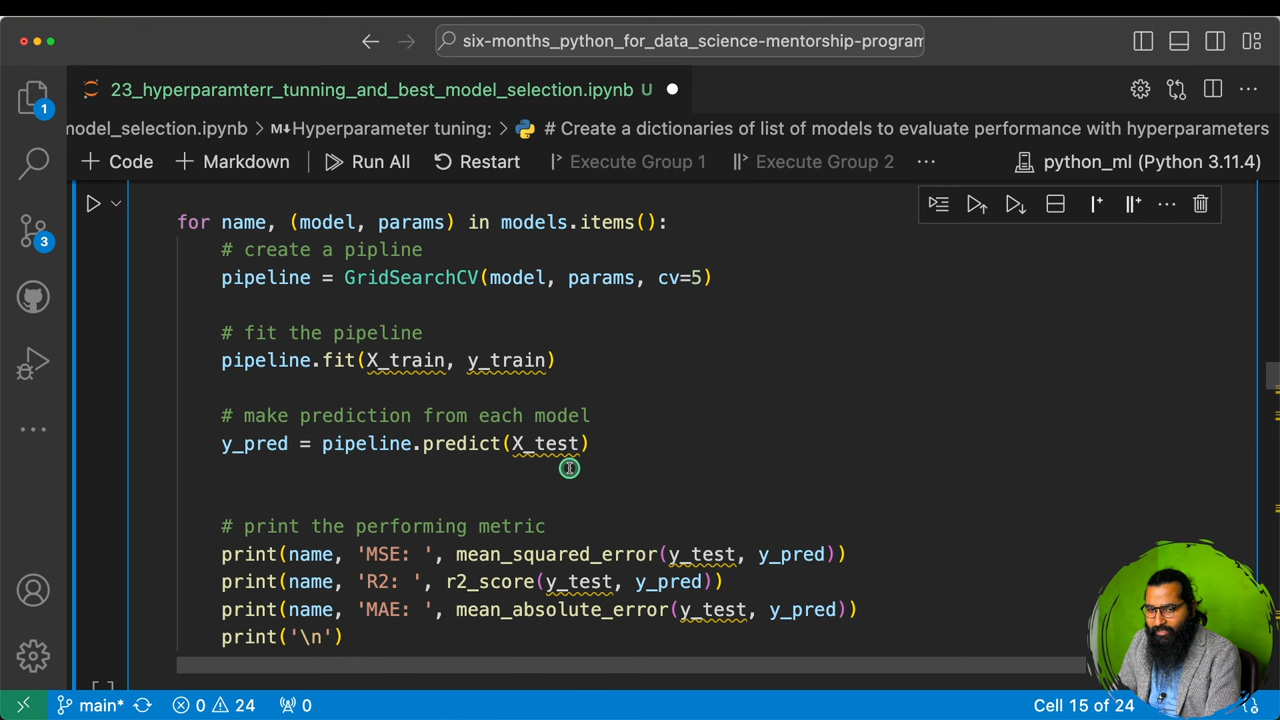 six-months_python_for_data_science-mentorship-program
23_hyperparamterr_tunning_and_best_model_selection.ipynb U
model_selection.ipynb > M↓Hyperparameter tuning: > # Create a dictionaries of list of models to evaluate performance with hyperparameters
+ Code + Markdown Run All Restart Execute Group 1 Execute Group 2 ... python_ml (Python 3.11.4)
for name, (model, params) in models.items():
# create a pipline
pipeline = GridSearchCV(model, params, cv=5)
# fit the pipeline
pipeline.fit(X_train, y_train)
# make prediction from each model
y_pred = pipeline.predict(X_test)
# print the performing metric
print(name, 'MSE: ', mean_squared_error(y_test, y_pred))
print(name, 'R2: ', r2_score(y_test, y_pred))
print(name, 'MAE: ', mean_absolute_error(y_test, y_pred))
print('\n')
1
3
main* 0 24 0 Cell 15 of 24